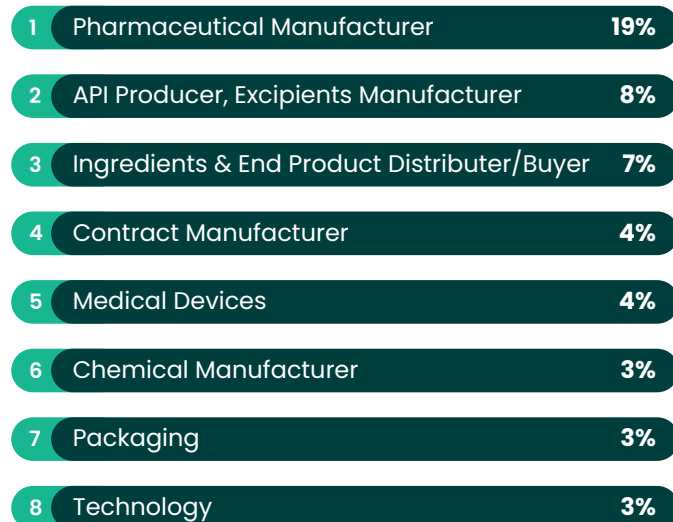 1 Pharmaceutical Manufacturer 19%
2 API Producer, Excipients Manufacturer 8%
3 Ingredients & End Product Distributer/Buyer 7%
4 Contract Manufacturer 4%
5 Medical Devices 4%
6 Chemical Manufacturer 3%
7 Packaging 3%
8 Technology 3%